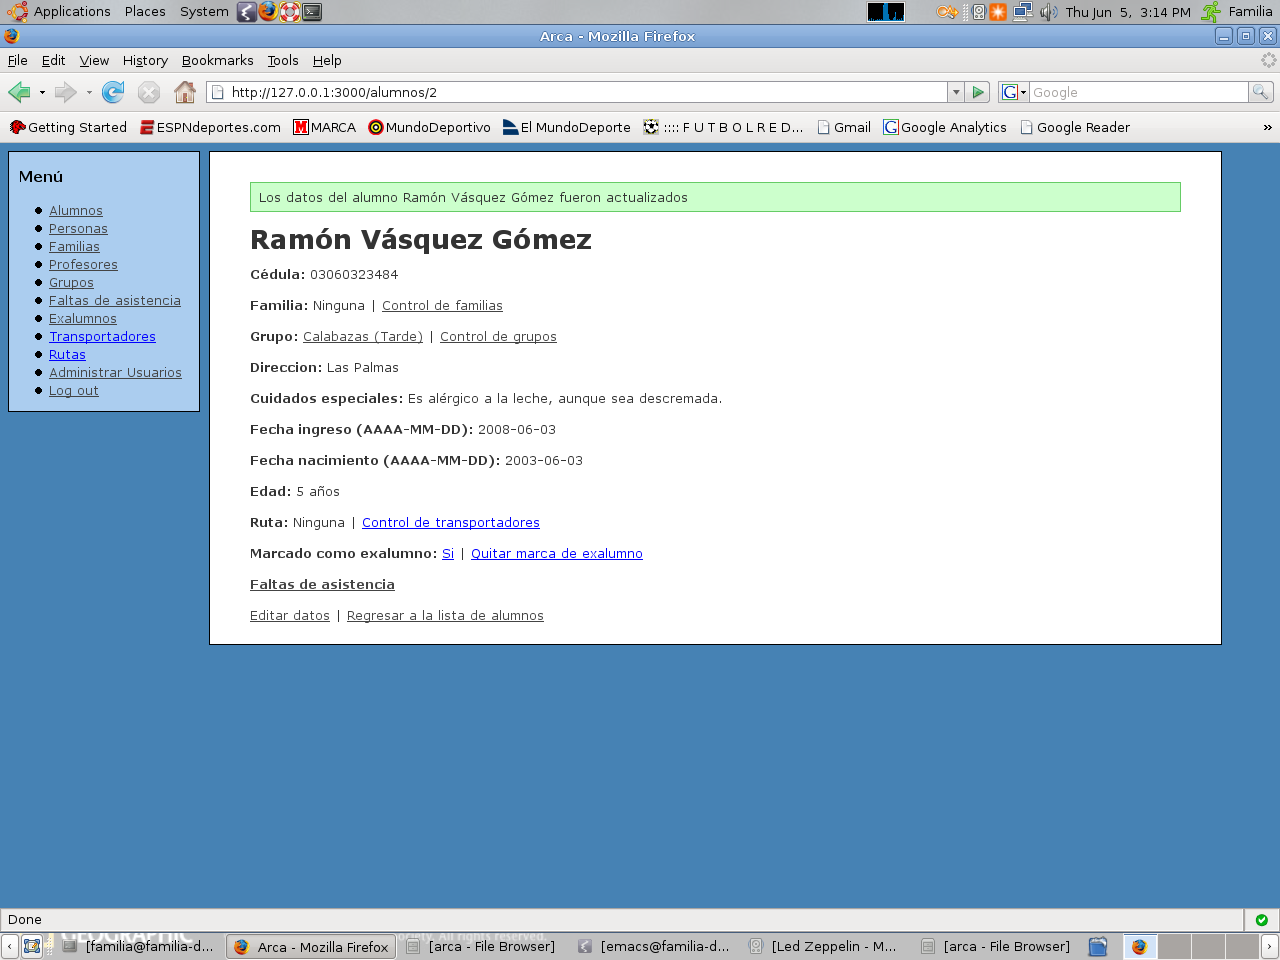 Applications Places System Thu Jun 5, 3:14 PM Familia
Arca - Mozilla Firefox
File Edit View History Bookmarks Tools Help
http://127.0.0.1:3000/alumnos/2 G Google
Getting Started ESPNdeportes.com MARCA MundoDeportivo El MundoDeporte :::: F U T B O L R E D... Gmail Google Analytics Google Reader »
Menú
Alumnos
Personas
Familias
Profesores
Grupos
Faltas de asistencia
Exalumnos
Transportadores
Rutas
Administrar Usuarios
Log out
Los datos del alumno Ramón Vásquez Gómez fueron actualizados
Ramón Vásquez Gómez
Cédula: 03060323484
Familia: Ninguna | Control de familias
Grupo: Calabazas (Tarde) | Control de grupos
Direccion: Las Palmas
Cuidados especiales: Es alérgico a la leche, aunque sea descremada.
Fecha ingreso (AAAA-MM-DD): 2008-06-03
Fecha nacimiento (AAAA-MM-DD): 2003-06-03
Edad: 5 años
Ruta: Ninguna | Control de transportadores
Marcado como exalumno: Si | Quitar marca de exalumno
Faltas de asistencia
Editar datos | Regresar a la lista de alumnos
Done
[familia@familia-d... Arca - Mozilla Firefox [arca - File Browser] [emacs@familia-d... [Led Zeppelin - M... [arca - File Browser]